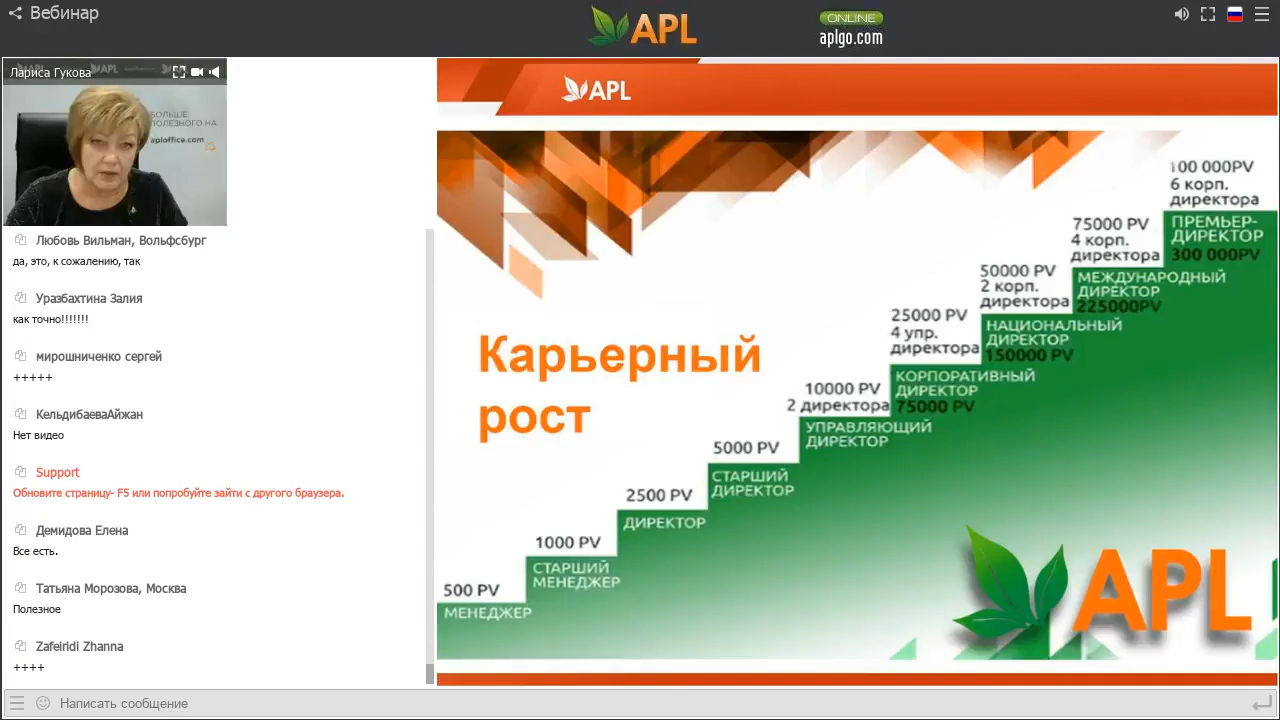 Вебинар
APL
ONLINE
aplgo.com
Лариса Гукова
БОЛЬШЕ
ПОЛЕЗНОГО НА
aploffice.com
Любовь Вильман, Вольфсбург
да, это, к сожалению, так
Уразбахтина Залия
как точно!!!!!!!
мирошниченко сергей
+++++
КельдибаеваАйжан
Нет видео
Support
Обновите страницу- F5 или попробуйте зайти с другого браузера.
Демидова Елена
Все есть.
Татьяна Морозова, Москва
Полезное
Zafeiridi Zhanna
++++
Написать сообщение
APL
Карьерный
рост
500 PV
МЕНЕДЖЕР
1000 PV
СТАРШИЙ
МЕНЕДЖЕР
2500 PV
ДИРЕКТОР
5000 PV
СТАРШИЙ
ДИРЕКТОР
10000 PV
2 директора
УПРАВЛЯЮЩИЙ
ДИРЕКТОР
25000 PV
4 упр.
директора
КОРПОРАТИВНЫЙ
ДИРЕКТОР
75000 PV
50000 PV
2 корп.
директора
НАЦИОНАЛЬНЫЙ
ДИРЕКТОР
150000 PV
75000 PV
4 корп.
директора
МЕЖДУНАРОДНЫЙ
ДИРЕКТОР
225000PV
100 000PV
6 корп.
директора
ПРЕМЬЕР-
ДИРЕКТОР
300 000PV
APL